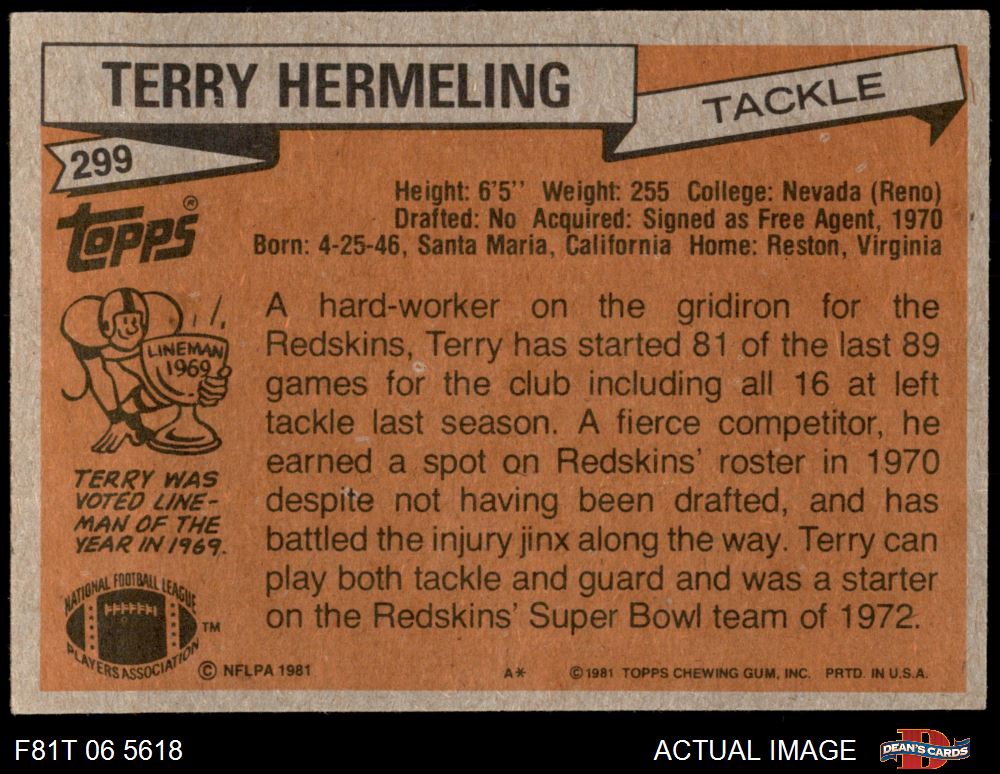 TERRY HERMELING
TACKLE
299
TOPPS®
Height: 6'5'' Weight: 255 College: Nevada (Reno)
Drafted: No Acquired: Signed as Free Agent, 1970
Born: 4-25-46, Santa Maria, California Home: Reston, Virginia
LINEMAN
1969
TERRY WAS
VOTED LINE-
MAN OF THE
YEAR IN 1969.
A hard-worker on the gridiron for the
Redskins, Terry has started 81 of the last 89
games for the club including all 16 at left
tackle last season. A fierce competitor, he
earned a spot on Redskins' roster in 1970
despite not having been drafted, and has
battled the injury jinx along the way. Terry can
play both tackle and guard and was a starter
on the Redskins' Super Bowl team of 1972.
NATIONAL FOOTBALL LEAGUE
PLAYERS ASSOCIATION
TM
© NFLPA 1981
A*
© 1981 TOPPS CHEWING GUM, INC. PRTD. IN U.S.A.
F81T 06 5618
ACTUAL IMAGE
DEAN'S CARDS